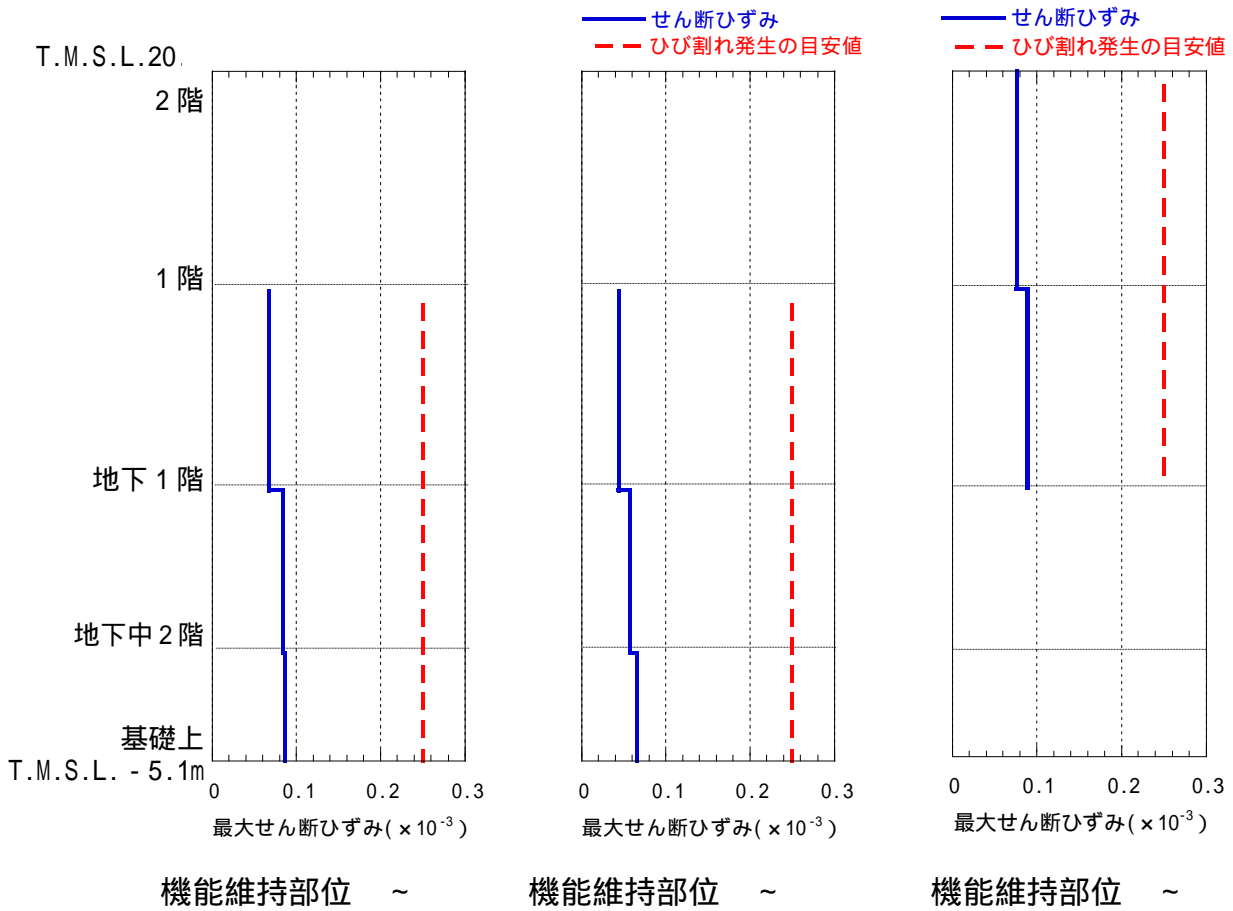 せん断ひずみ
ひび割れ発生の目安値
せん断ひずみ
ひび割れ発生の目安値
T.M.S.L.20.
2階
1階
地下1階
地下中2階
基礎上
T.M.S.L. - 5.1m
0 0.1 0.2 0.3
最大せん断ひずみ(×10⁻³)
機能維持部位 ~
0 0.1 0.2 0.3
最大せん断ひずみ(×10⁻³)
機能維持部位 ~
0 0.1 0.2 0.3
最大せん断ひずみ(×10⁻³)
機能維持部位 ~